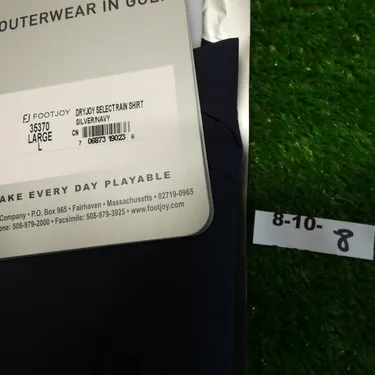 OUTERWEAR IN GOLF
FJ FOOTJOY
35370
LARGE
L
DRYJOY SELECT RAIN SHIRT
SILVER/NAVY
CN
7 06873 19023 6
AKE EVERY DAY PLAYABLE
Company • P.O. Box 965 • Fairhaven • Massachusetts • 02719-0965
one: 508-979-2000 • Facsimile: 508-979-3925 • www.footjoy.com
8-10-8